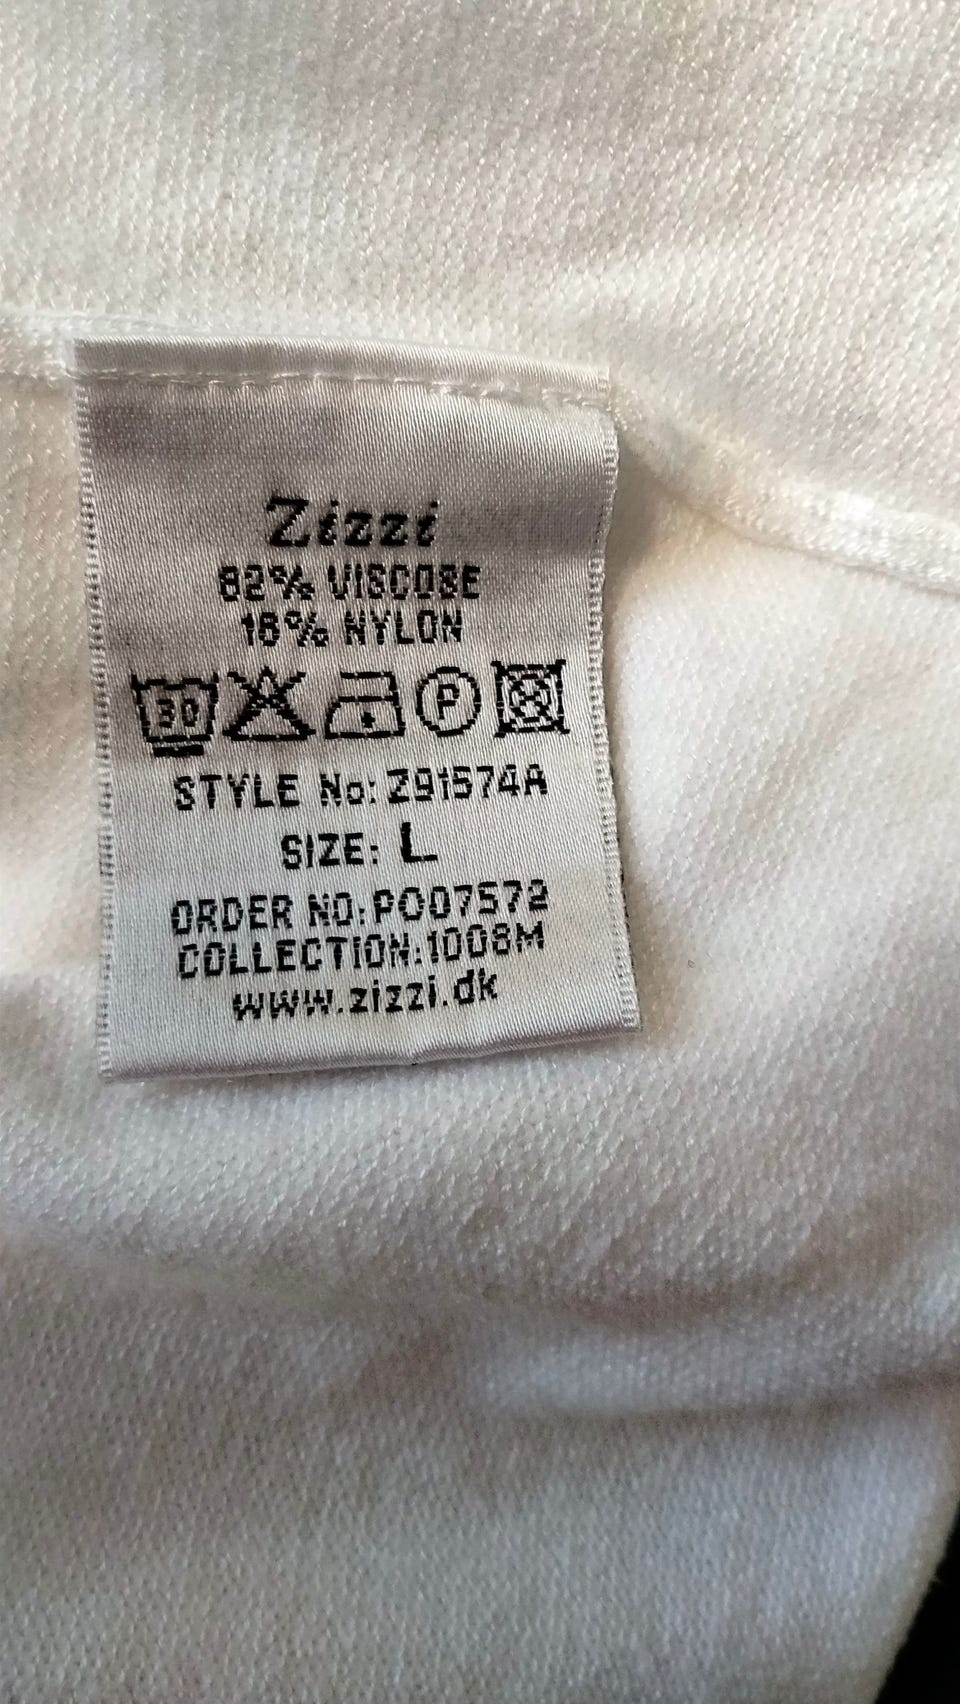 Zizzi
82% VISCOSE
18% NYLON
30 P
STYLE No: Z91574A
SIZE: L
ORDER NO:PO07572
COLLECTION:1008M
www.zizzi.dk